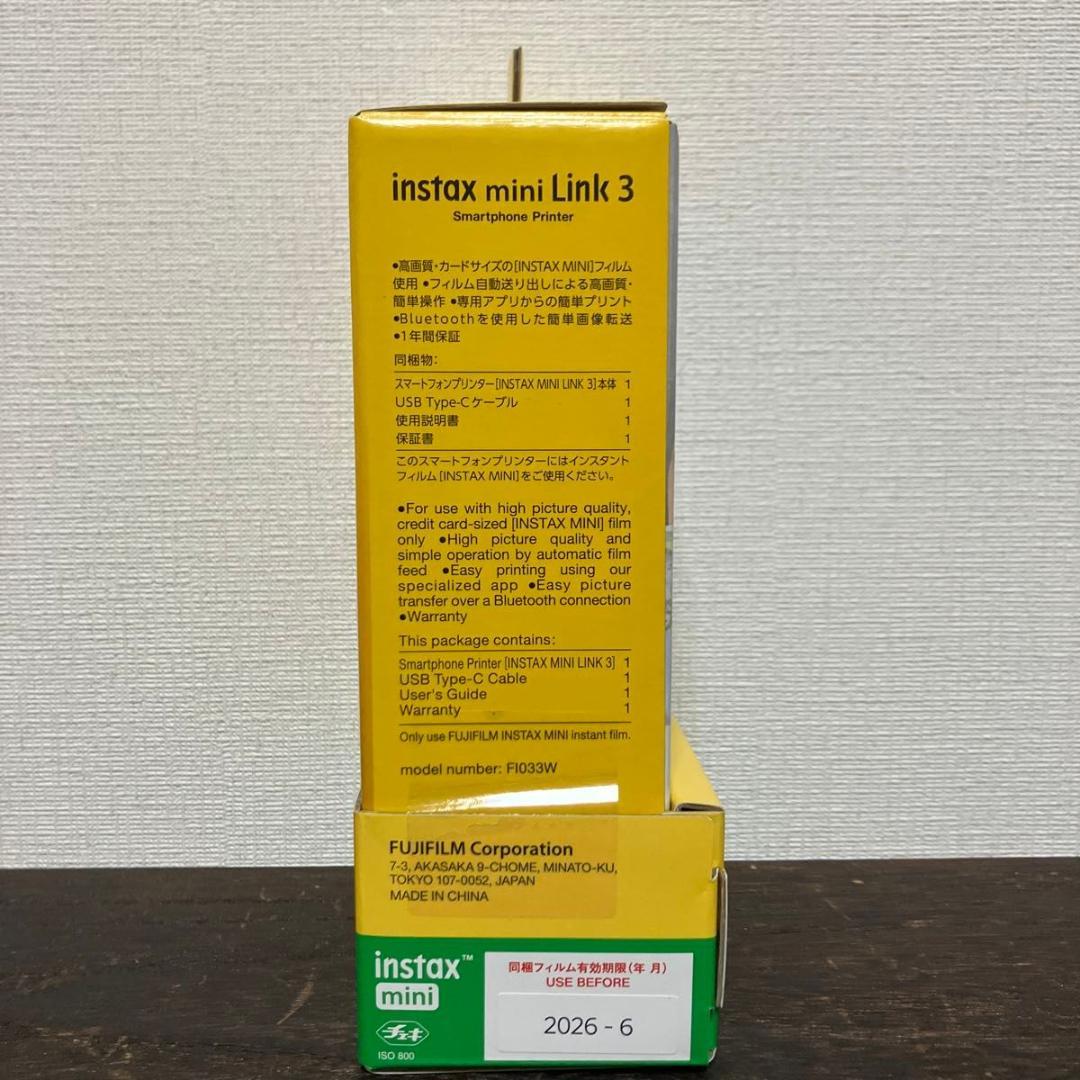 instax mini Link 3
Smartphone Printer
●高画質・カードサイズの[INSTAX MINI]フィルム
使用 ●フィルム自動送り出しによる高画質・
簡単操作 ●専用アプリからの簡単プリント
●Bluetoothを使用した簡単画像転送
●1年間保証
同梱物:
スマートフォンプリンター[INSTAX MINI LINK 3]本体 1
USB Type-Cケーブル 1
使用説明書 1
保証書 1
このスマートフォンプリンターにはインスタント
フィルム[INSTAX MINI]をご使用ください。
●For use with high picture quality,
credit card-sized [INSTAX MINI] film
only ●High picture quality and
simple operation by automatic film
feed ●Easy printing using our
specialized app ●Easy picture
transfer over a Bluetooth connection
●Warranty
This package contains:
Smartphone Printer [INSTAX MINI LINK 3] 1
USB Type-C Cable 1
User's Guide 1
Warranty 1
Only use FUJIFILM INSTAX MINI instant film.
model number: FI033W
FUJIFILM Corporation
7-3, AKASAKA 9-CHOME, MINATO-KU,
TOKYO 107-0052, JAPAN
MADE IN CHINA
instax™
mini
チェキ
ISO 800
同梱フィルム有効期限(年 月)
USE BEFORE
2026 - 6